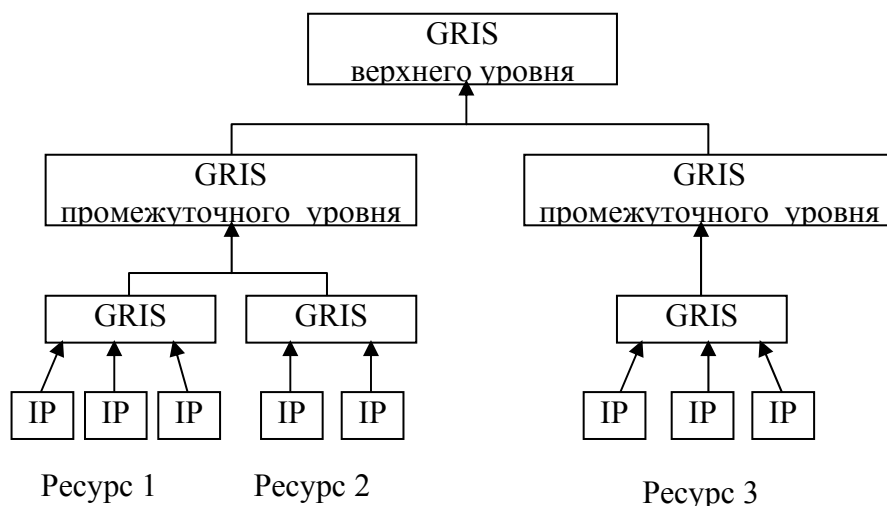 GRIS
верхнего уровня
GRIS
промежуточного уровня
GRIS
промежуточного уровня
GRIS
GRIS
GRIS
IP
IP
IP
IP
IP
IP
IP
IP
Ресурс 1
Ресурс 2
Ресурс 3